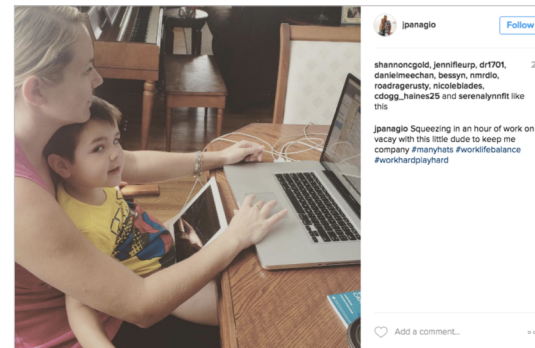 jpanagio
Follow
shannoncgold, jennifleurp, dr1701,
danielmeechan, bessyn, nmrdlo,
roadragerusty, nicoleblades,
cdogg_haines25 and serenalynnfit like
this
jpanagio Squeezing in an hour of work on
vacay with this little dude to keep me
company #manyhats #worklifebalance
#workhardplayhard
Add a comment...